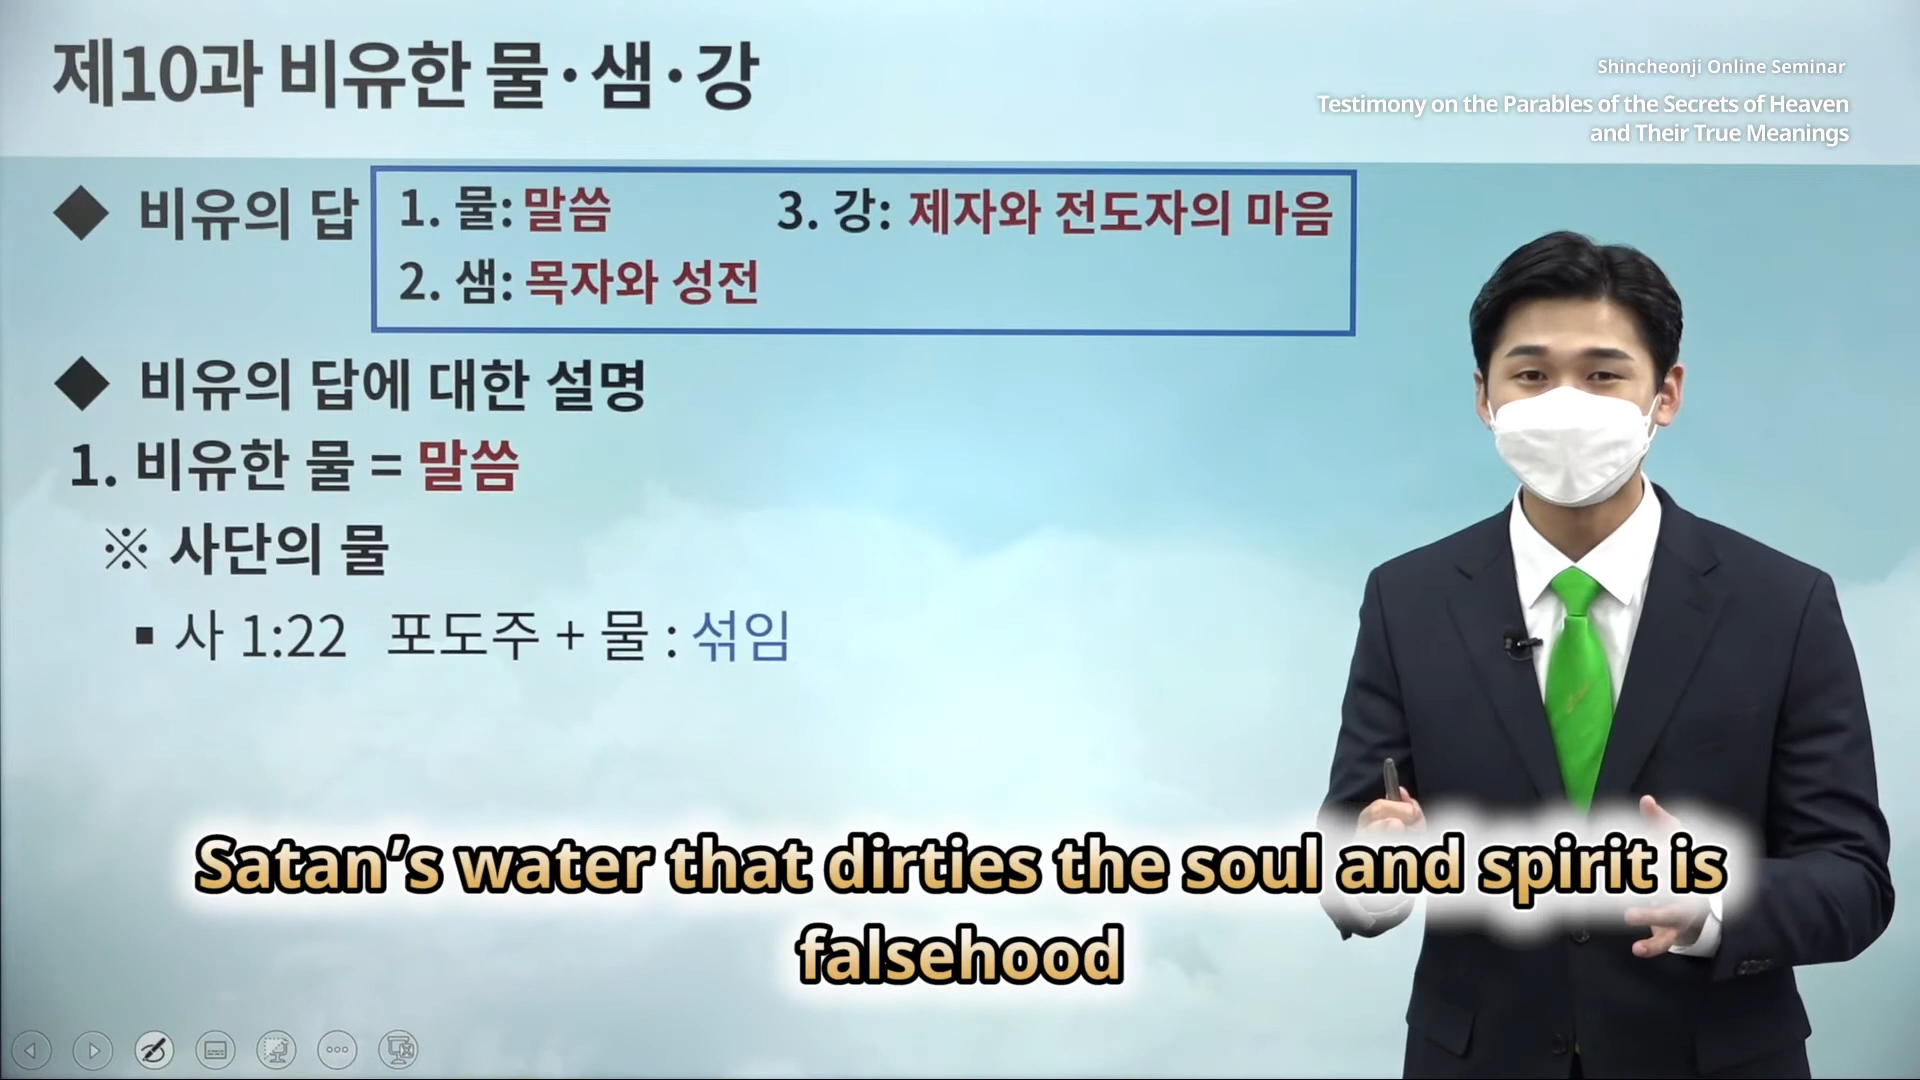 제10과 비유한 물·샘·강
Shincheonji Online Seminar
Testimony on the Parables of the Secrets of Heaven
and Their True Meanings
◆ 비유의 답
1. 물: 말씀
3. 강: 제자와 전도자의 마음
2. 샘: 목자와 성전
◆ 비유의 답에 대한 설명
1. 비유한 물 = 말씀
※ 사단의 물
▪ 사 1:22 포도주 + 물 : 섞임
Satan’s water that dirties the soul and spirit is
falsehood